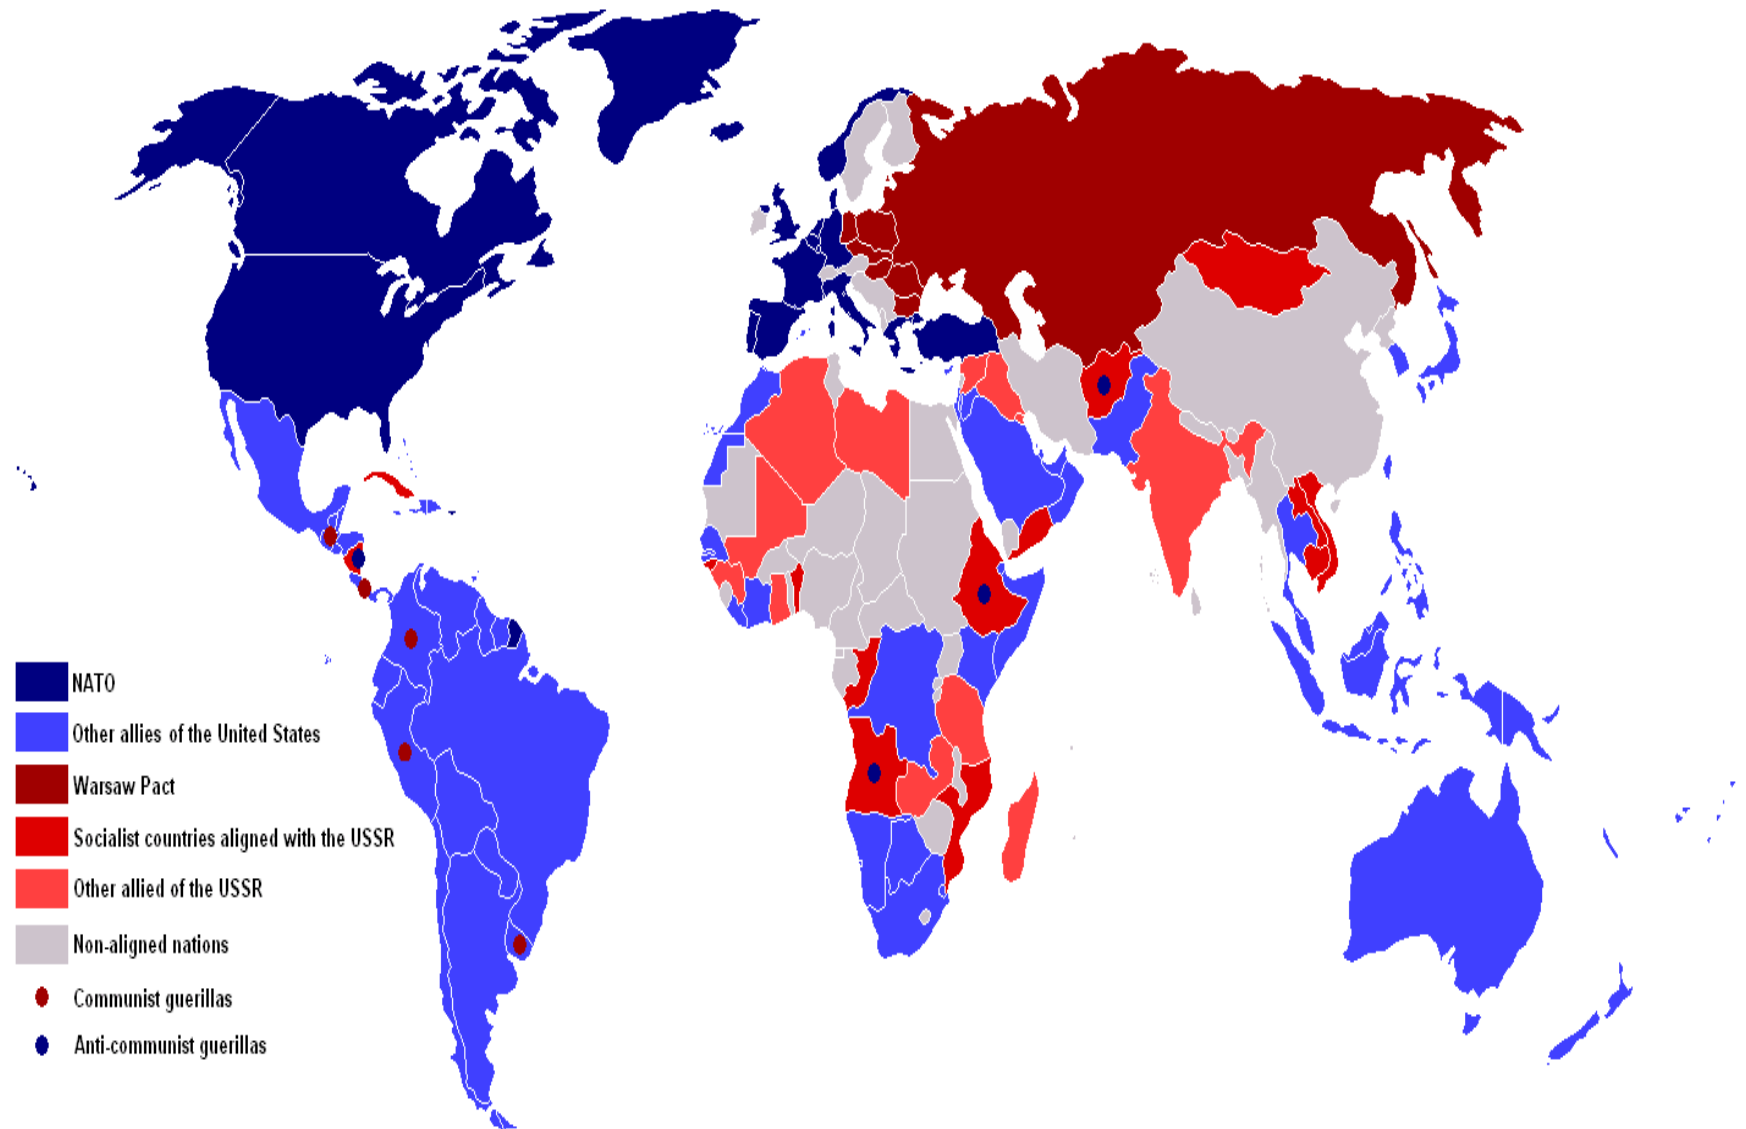 NATO
Other allies of the United States
Warsaw Pact
Socialist countries aligned with the USSR
Other allied of the USSR
Non-aligned nations
Communist guerillas
Anti-communist guerillas